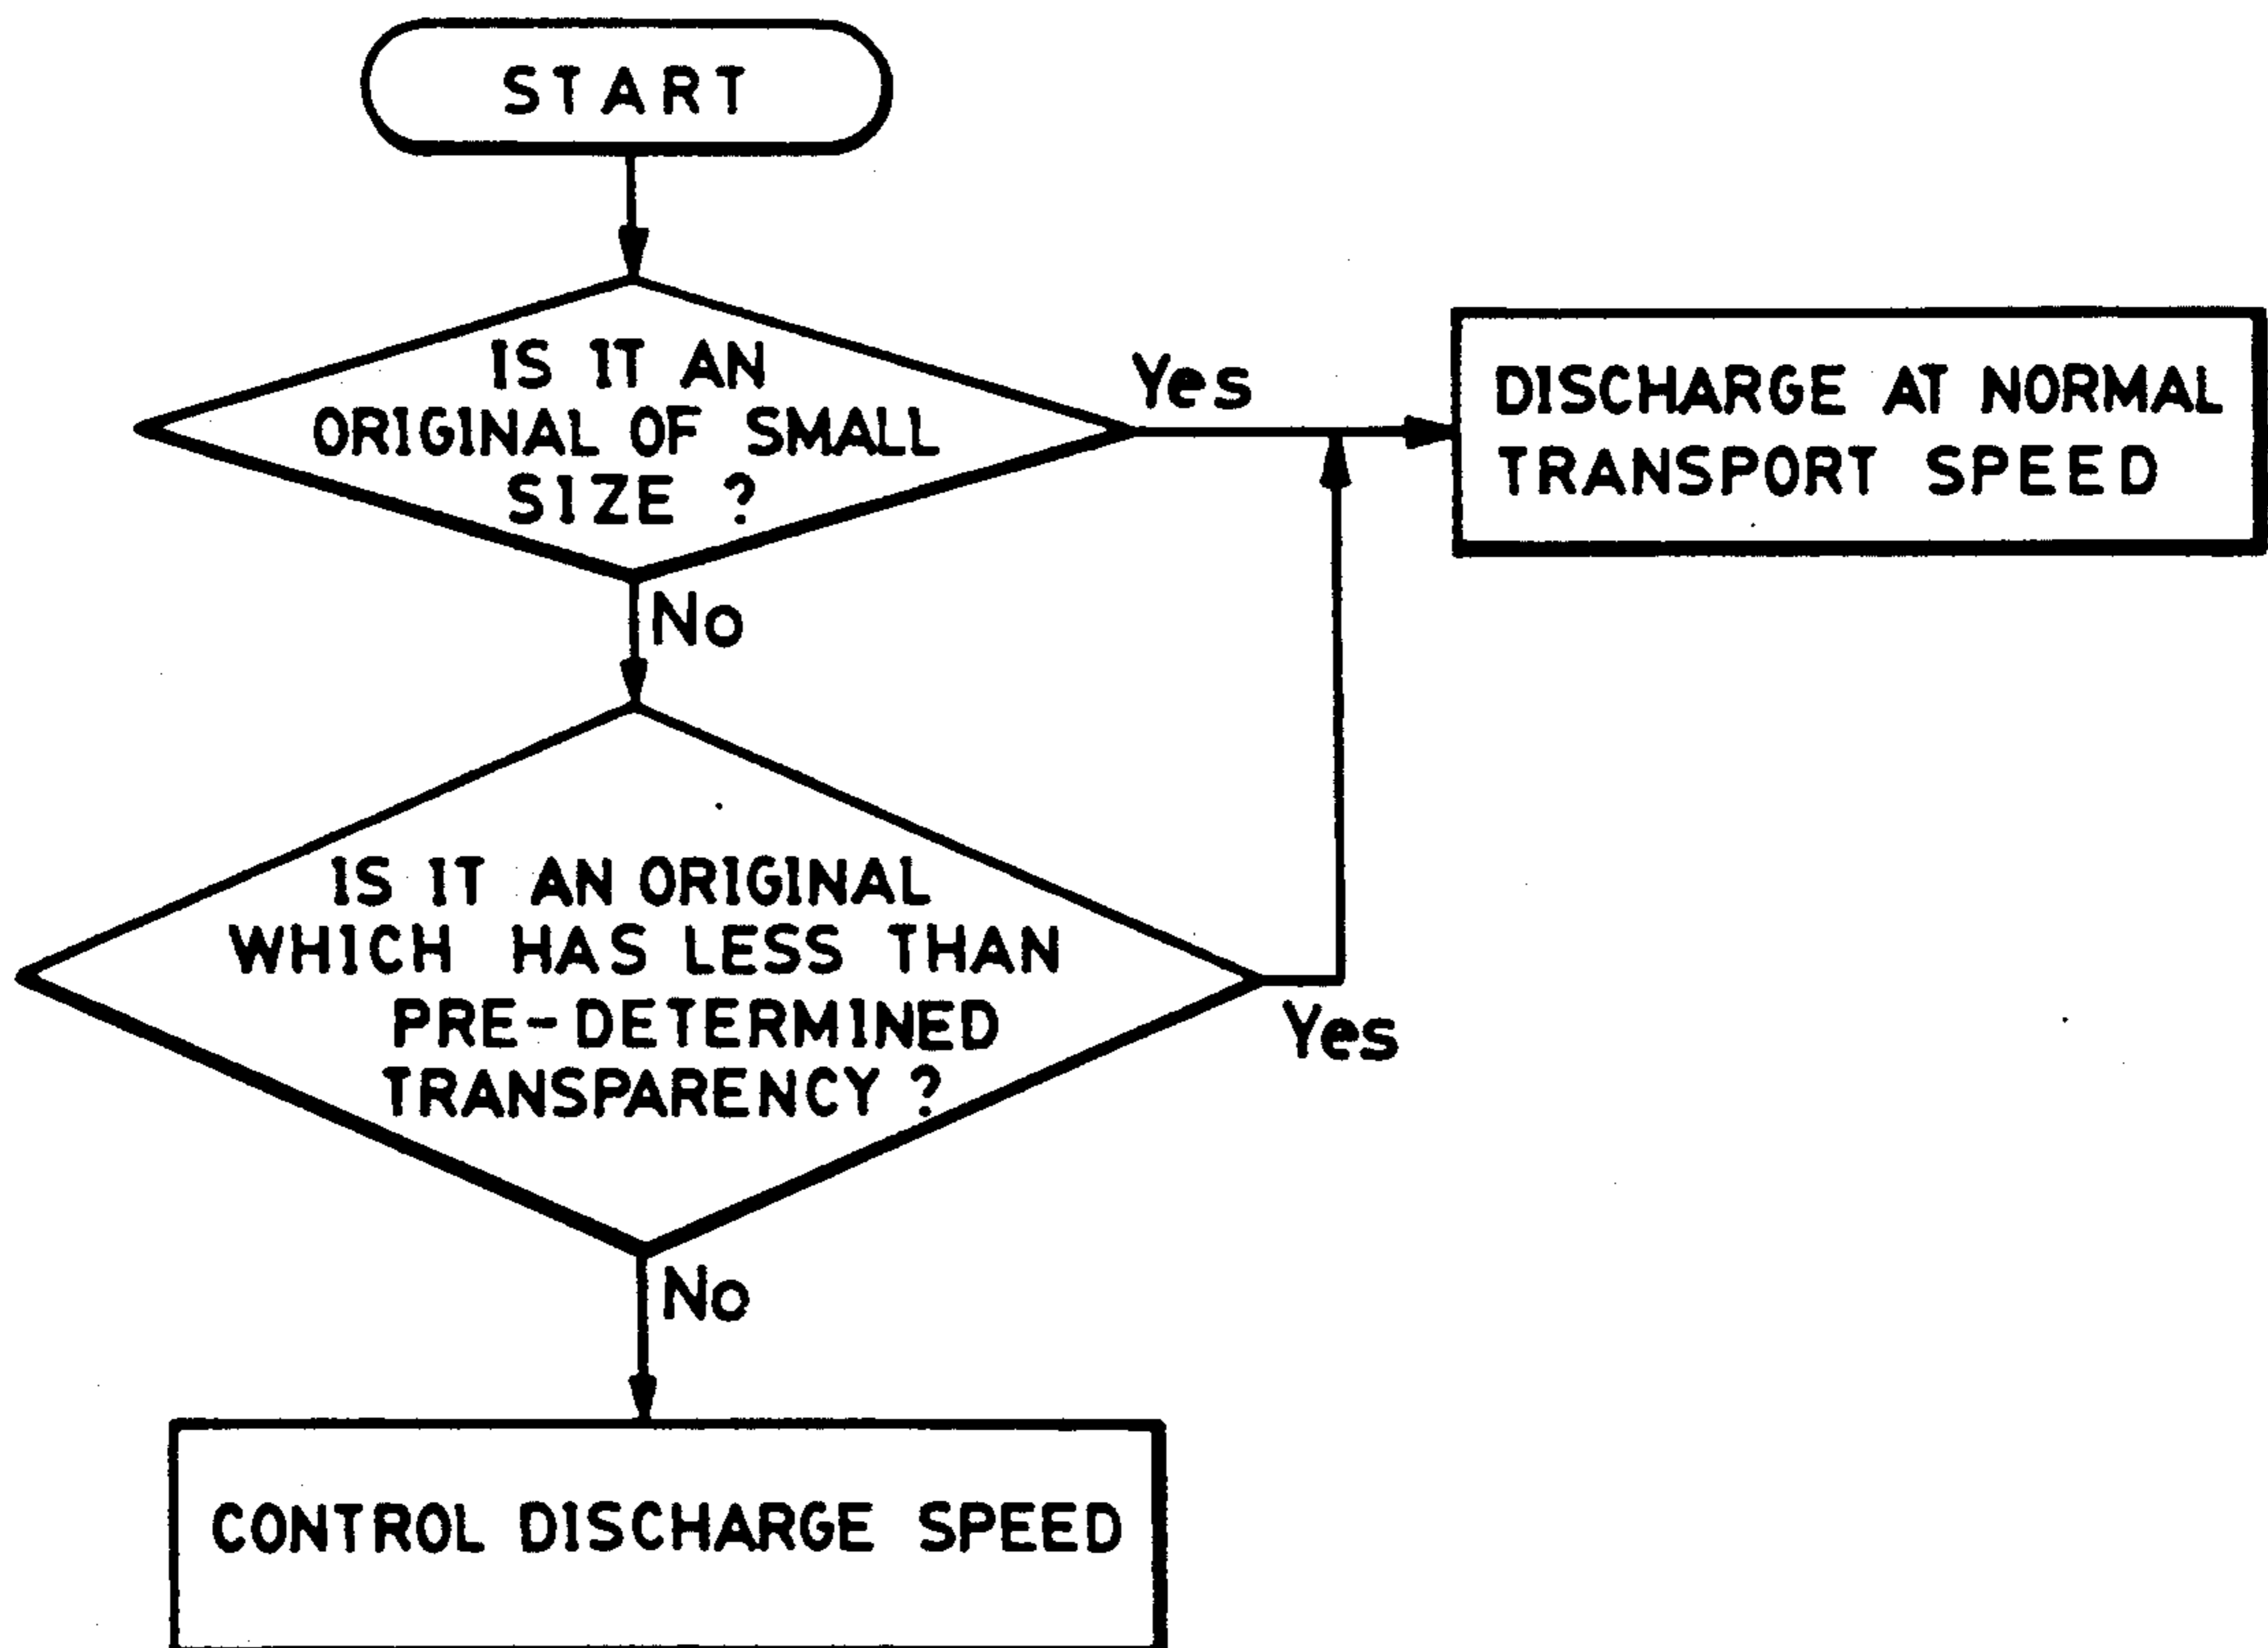 START
IS IT AN
ORIGINAL OF SMALL
SIZE ?
Yes
DISCHARGE AT NORMAL
TRANSPORT SPEED
No
IS IT AN ORIGINAL
WHICH HAS LESS THAN
PRE-DETERMINED
TRANSPARENCY ?
Yes
No
CONTROL DISCHARGE SPEED